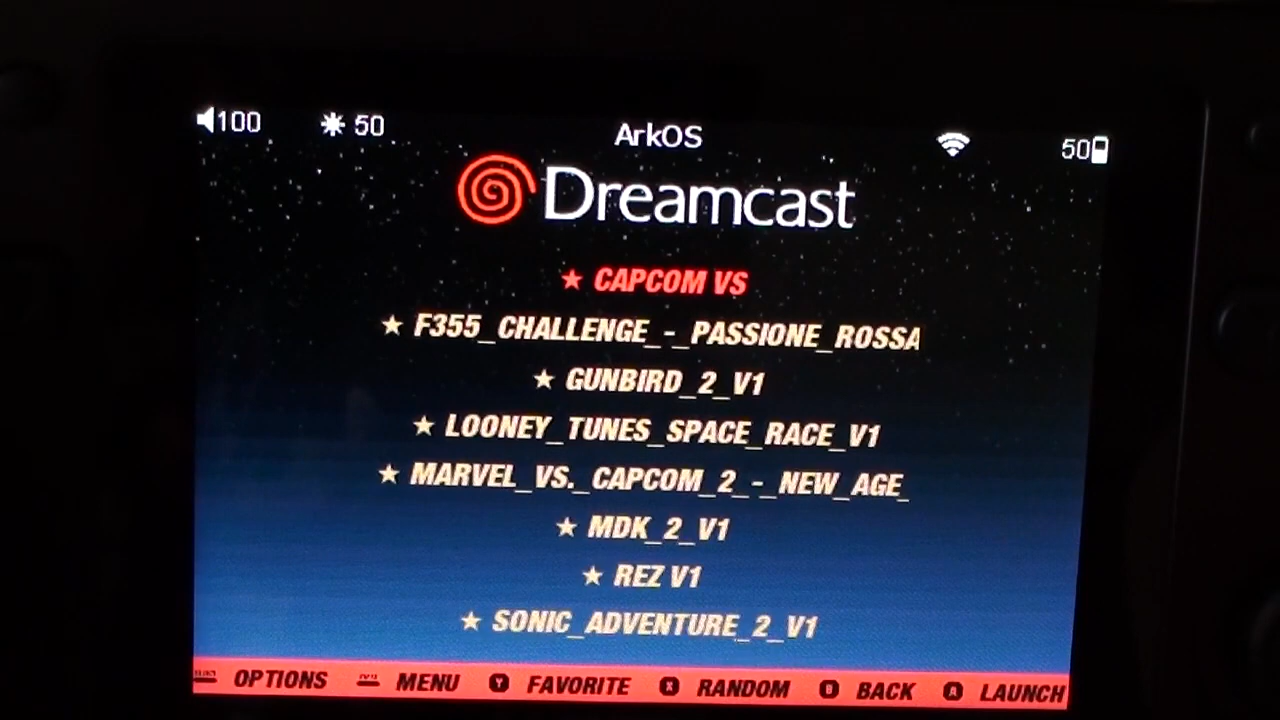 100 50 ArkOS 50
Dreamcast
★ CAPCOM VS
★ F355_CHALLENGE_-_PASSIONE_ROSSA
★ GUNBIRD_2_V1
★ LOONEY_TUNES_SPACE_RACE_V1
★ MARVEL_VS._CAPCOM_2_-_NEW_AGE_
★ MDK_2_V1
★ REZ V1
★ SONIC_ADVENTURE_2_V1
OPTIONS MENU Y FAVORITE X RANDOM B BACK A LAUNCH